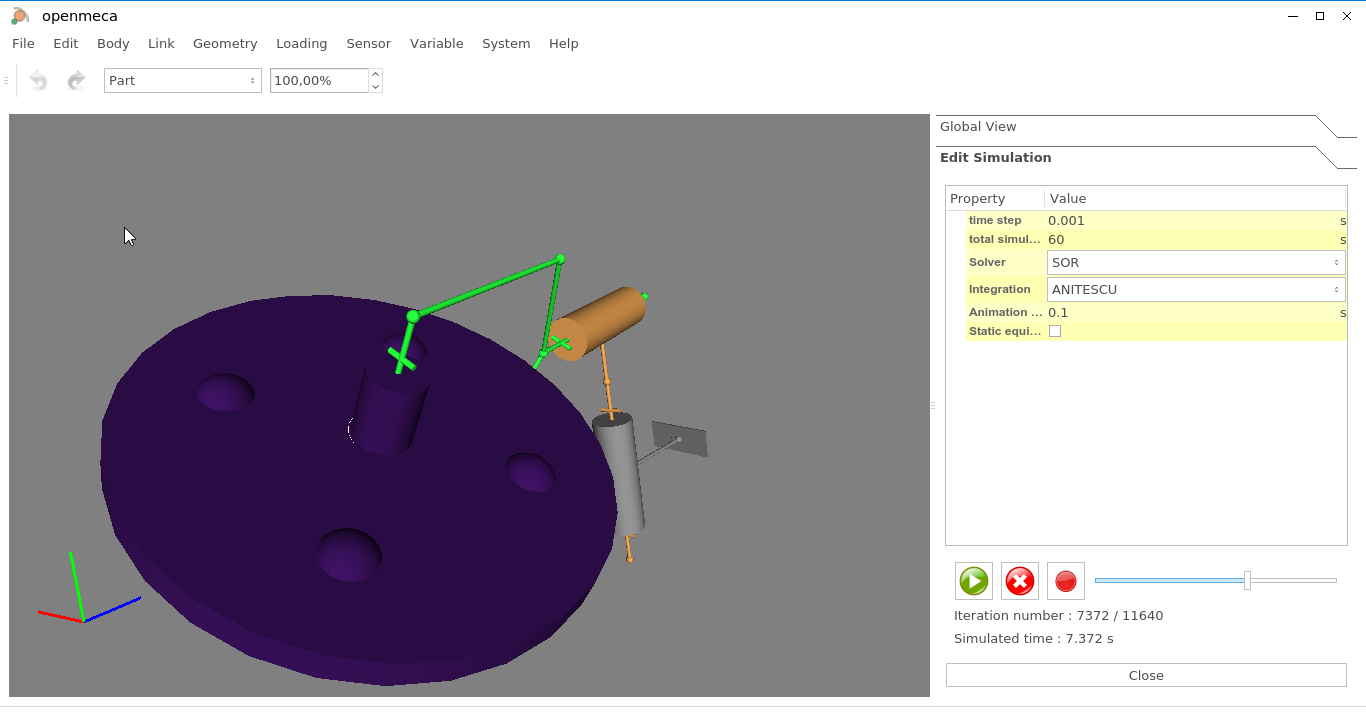 openmeca
File Edit Body Link Geometry Loading Sensor Variable System Help
Part 100,00%
Global View
Edit Simulation
Property Value
time step 0.001 s
total simul... 60 s
Solver SOR
Integration ANITESCU
Animation ... 0.1 s
Static equi...
Iteration number : 7372 / 11640
Simulated time : 7.372 s
Close